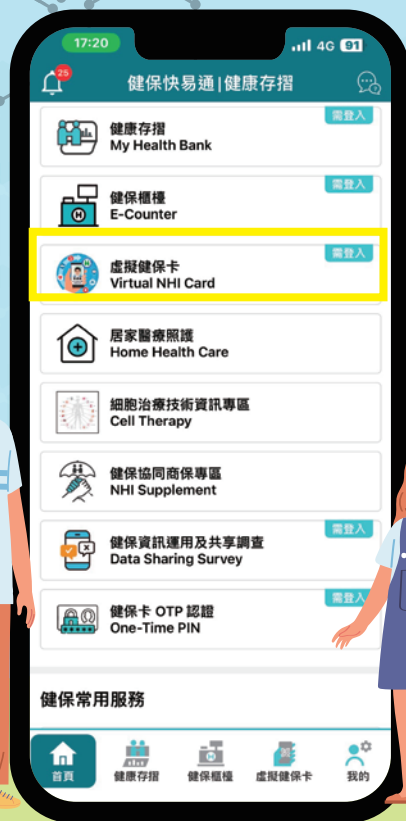 17:20
4G 91
25
健保快易通|健康存摺
需登入
健康存摺
My Health Bank
需登入
健保櫃檯
E-Counter
需登入
虛擬健保卡
Virtual NHI Card
居家醫療照護
Home Health Care
細胞治療技術資訊專區
Cell Therapy
健保協同商保專區
NHI Supplement
需登入
健保資訊運用及共享調查
Data Sharing Survey
需登入
健保卡 OTP 認證
One-Time PIN
健保常用服務
首頁
健康存摺
健保櫃檯
虛擬健保卡
我的